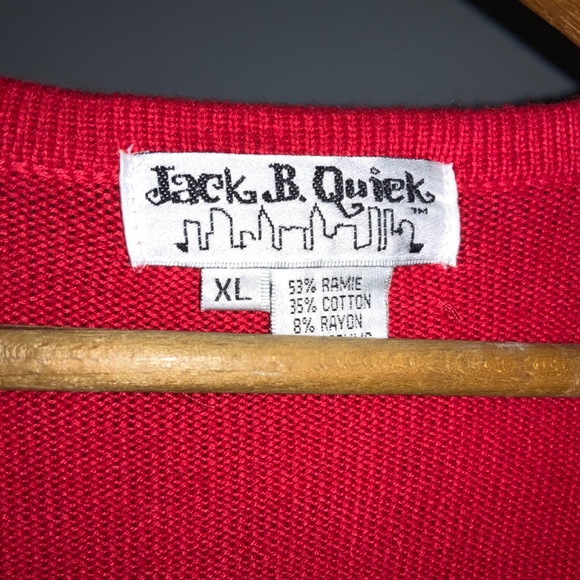 Jack B. Quick ™
XL
53% RAMIE
35% COTTON
8% RAYON